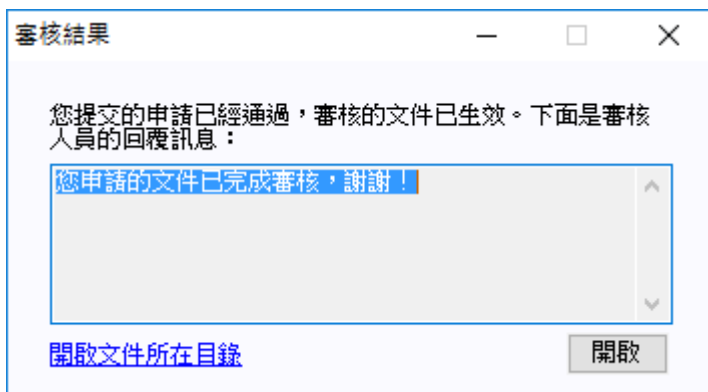 審核結果
您提交的申請已經通過，審核的文件已生效。下面是審核
人員的回覆訊息：
您申請的文件已完成審核，謝謝！
開啟文件所在目錄
開啟